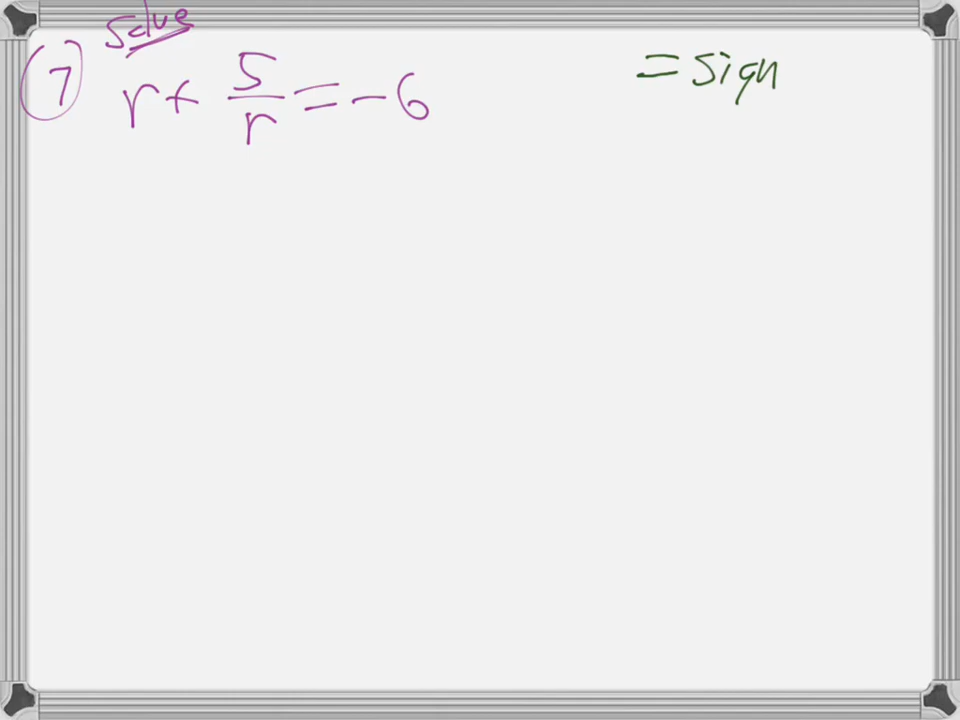 solve
7 r + 5/r = -6
= sign